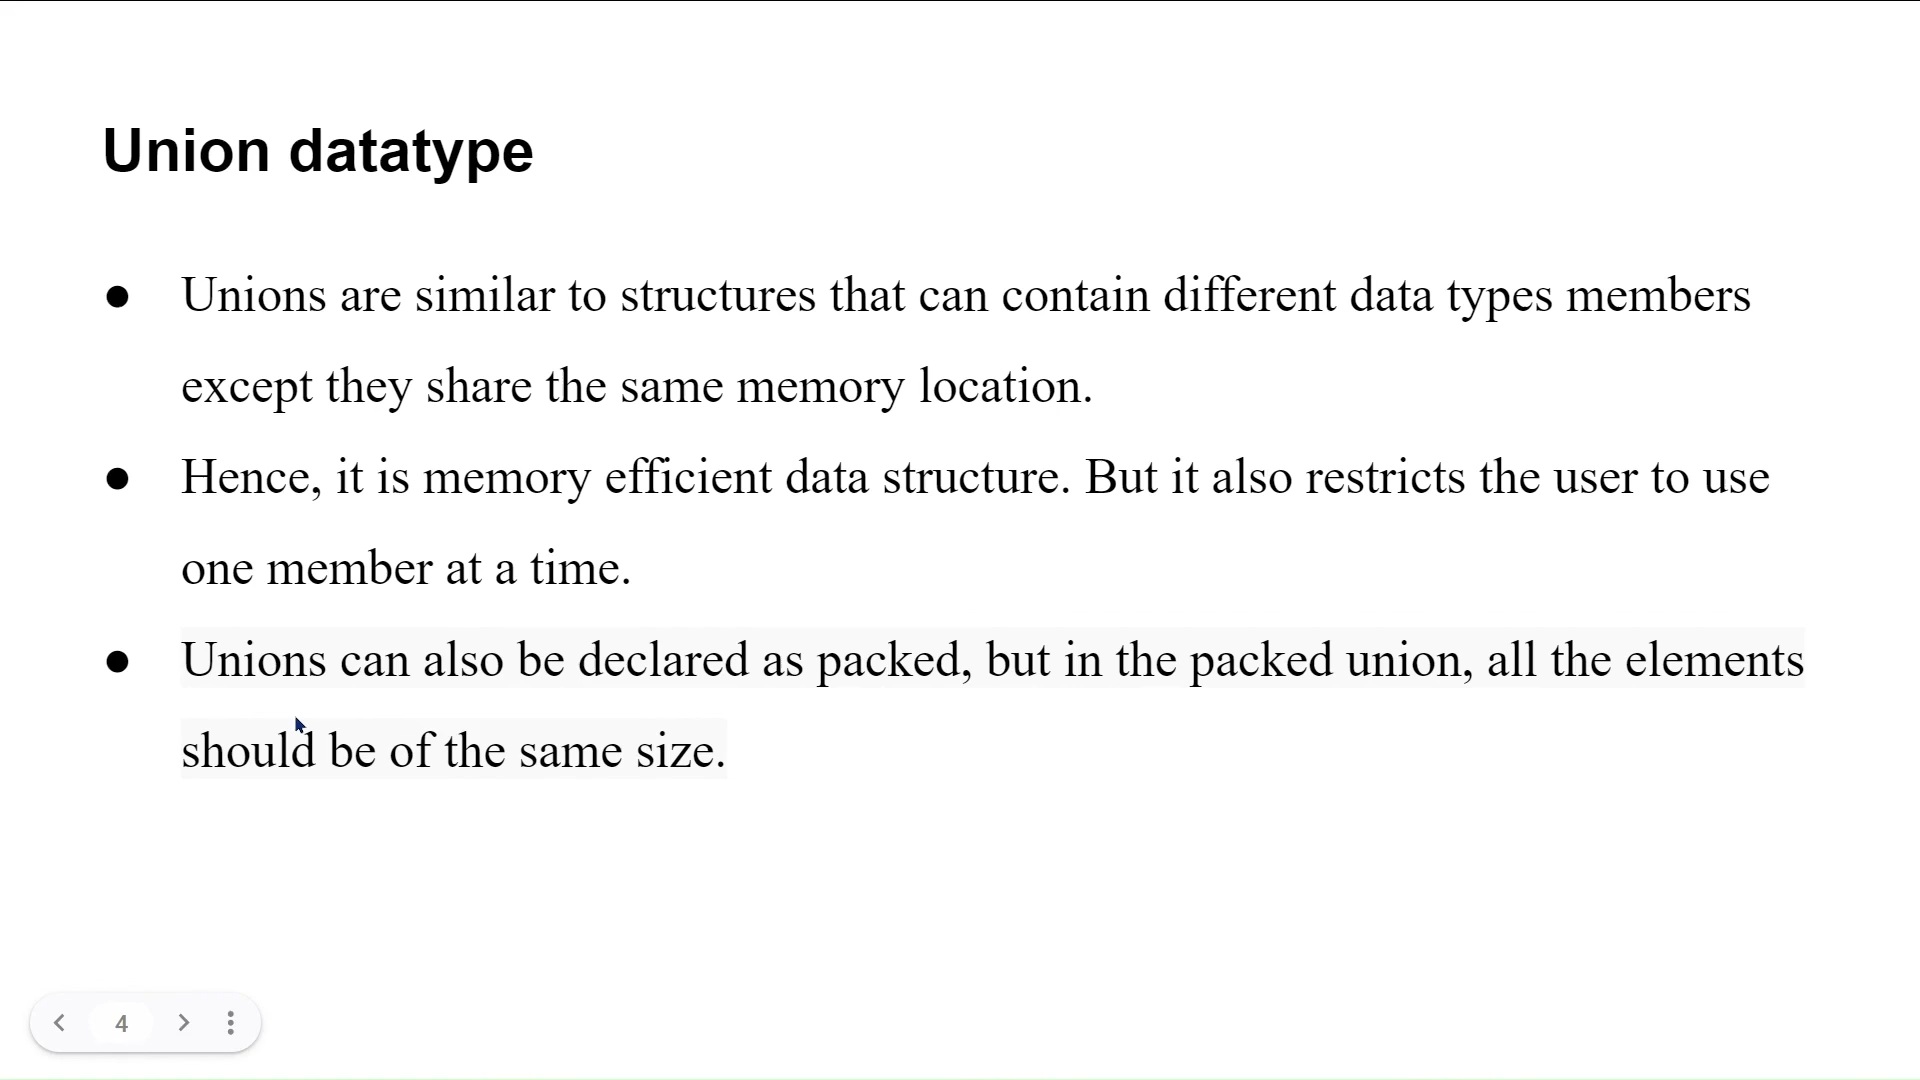 Union datatype
● Unions are similar to structures that can contain different data types members
except they share the same memory location.
● Hence, it is memory efficient data structure. But it also restricts the user to use
one member at a time.
● Unions can also be declared as packed, but in the packed union, all the elements
should be of the same size.
4